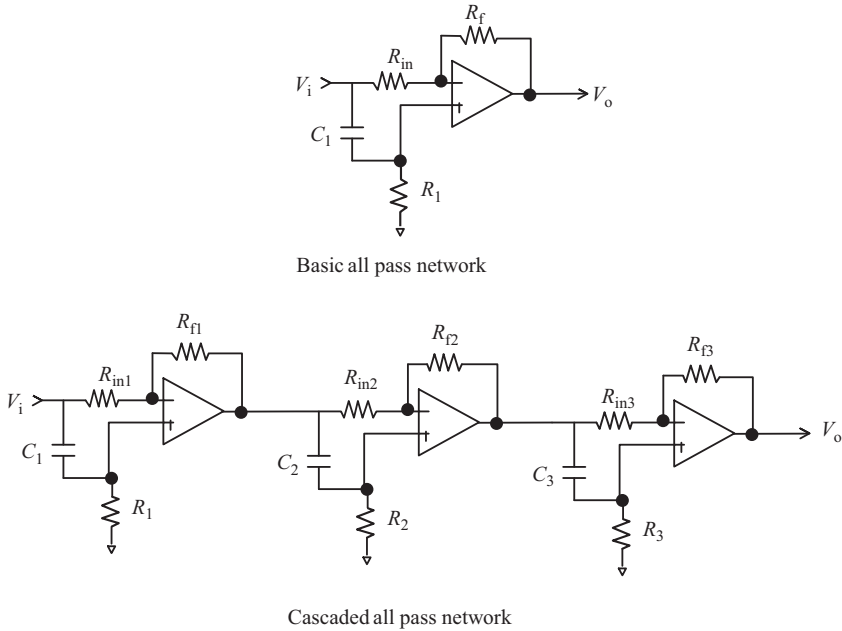 R_f
R_in
V_i
V_o
C_1
R_1
Basic all pass network
R_f1
R_f2
R_f3
R_in1
R_in2
R_in3
V_i
V_o
C_1
C_2
C_3
R_1
R_2
R_3
Cascaded all pass network